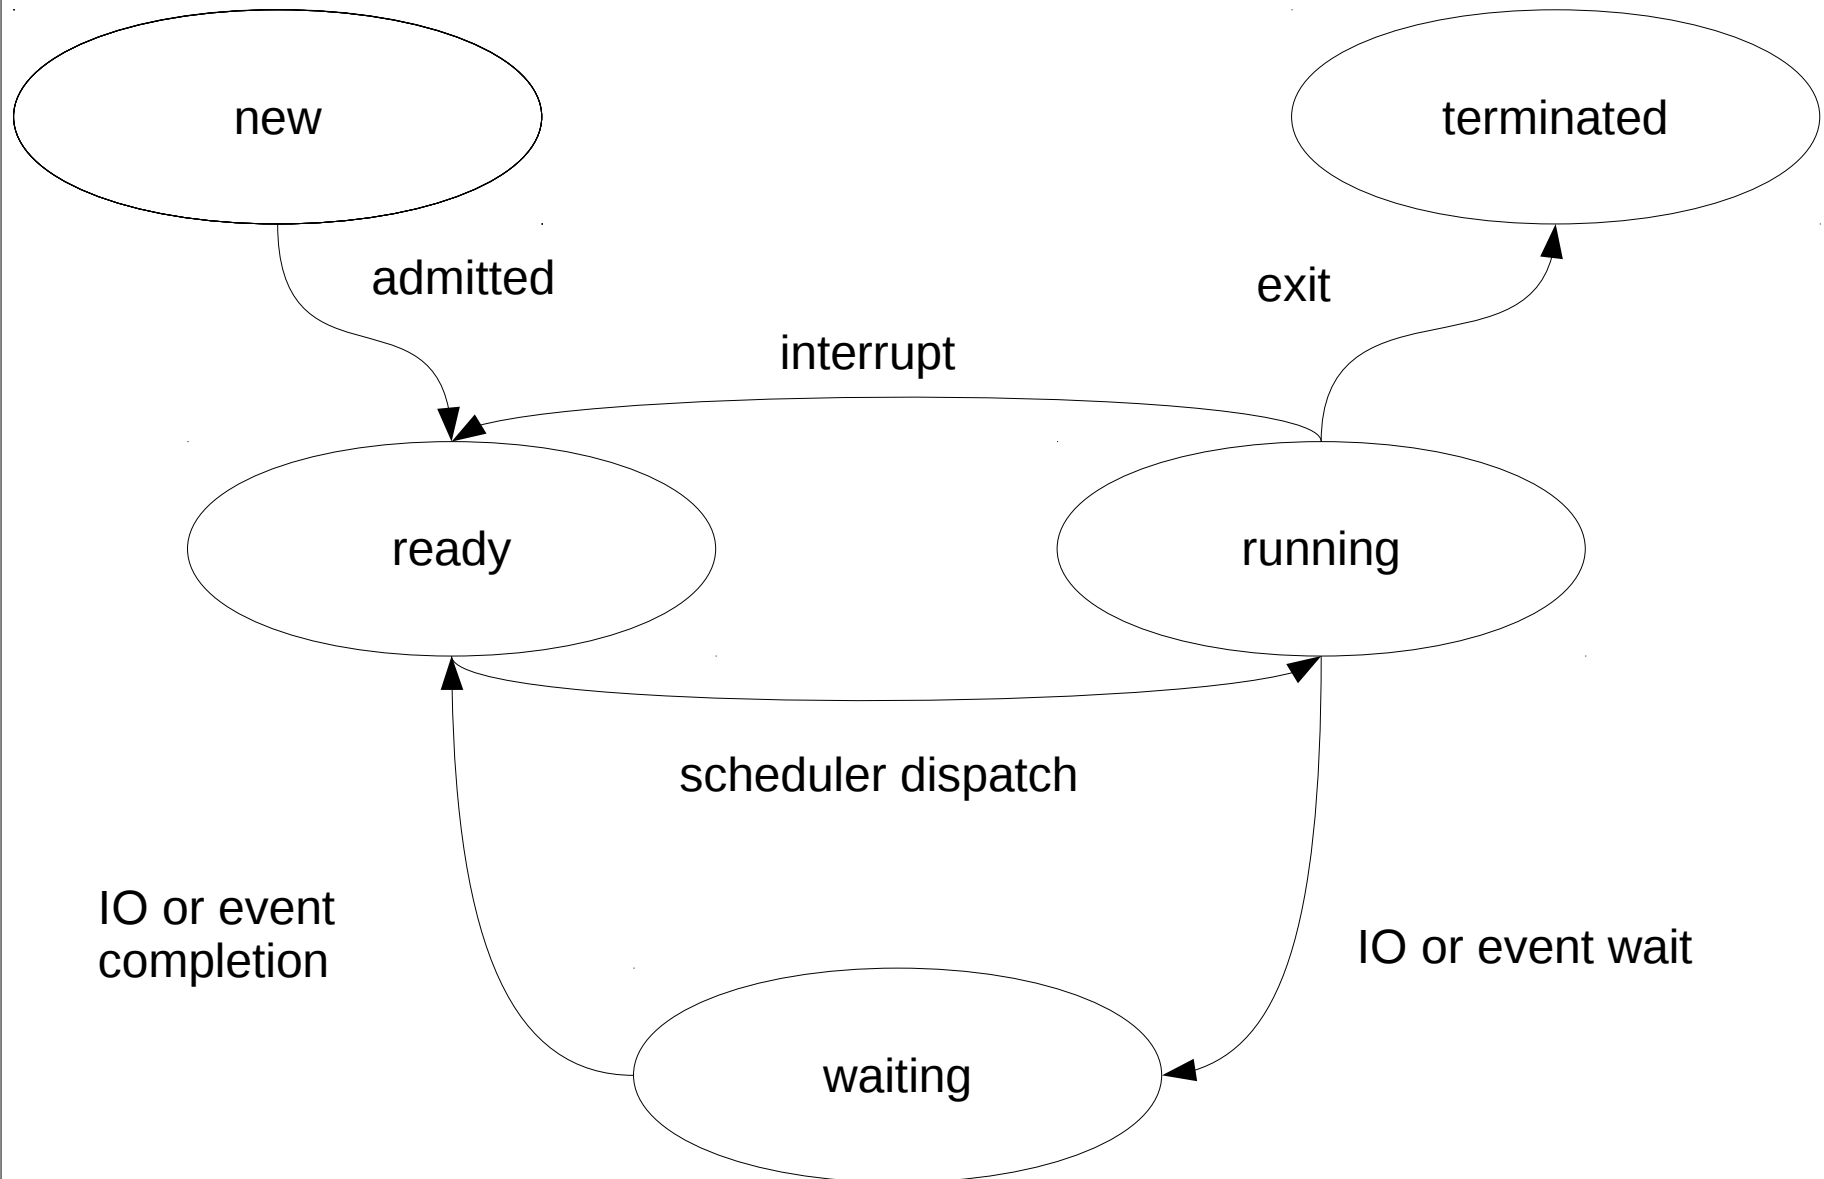 new
terminated
admitted
exit
interrupt
ready
running
scheduler dispatch
IO or event
completion
IO or event wait
waiting